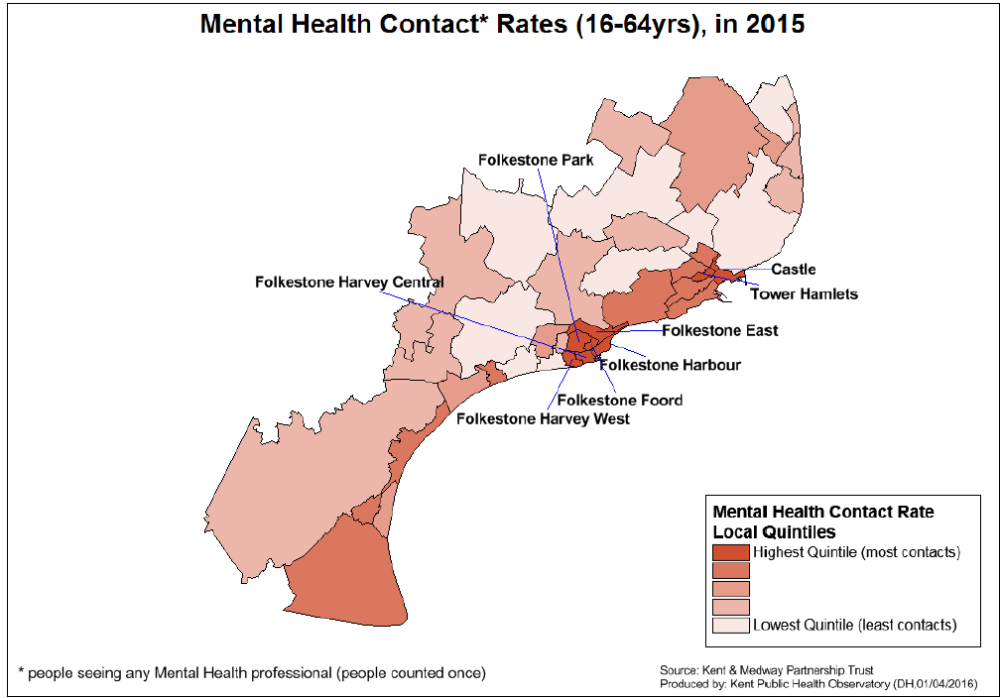 Mental Health Contact* Rates (16-64yrs), in 2015
Folkestone Park
Castle
Folkestone Harvey Central
Tower Hamlets
Folkestone East
Folkestone Harbour
Folkestone Foord
Folkestone Harvey West
Mental Health Contact Rate
Local Quintiles
Highest Quintile (most contacts)
Lowest Quintile (least contacts)
* people seeing any Mental Health professional (people counted once)
Source: Kent & Medway Partnership Trust
Produced by: Kent Public Health Observatory (DH,01/04/2016)